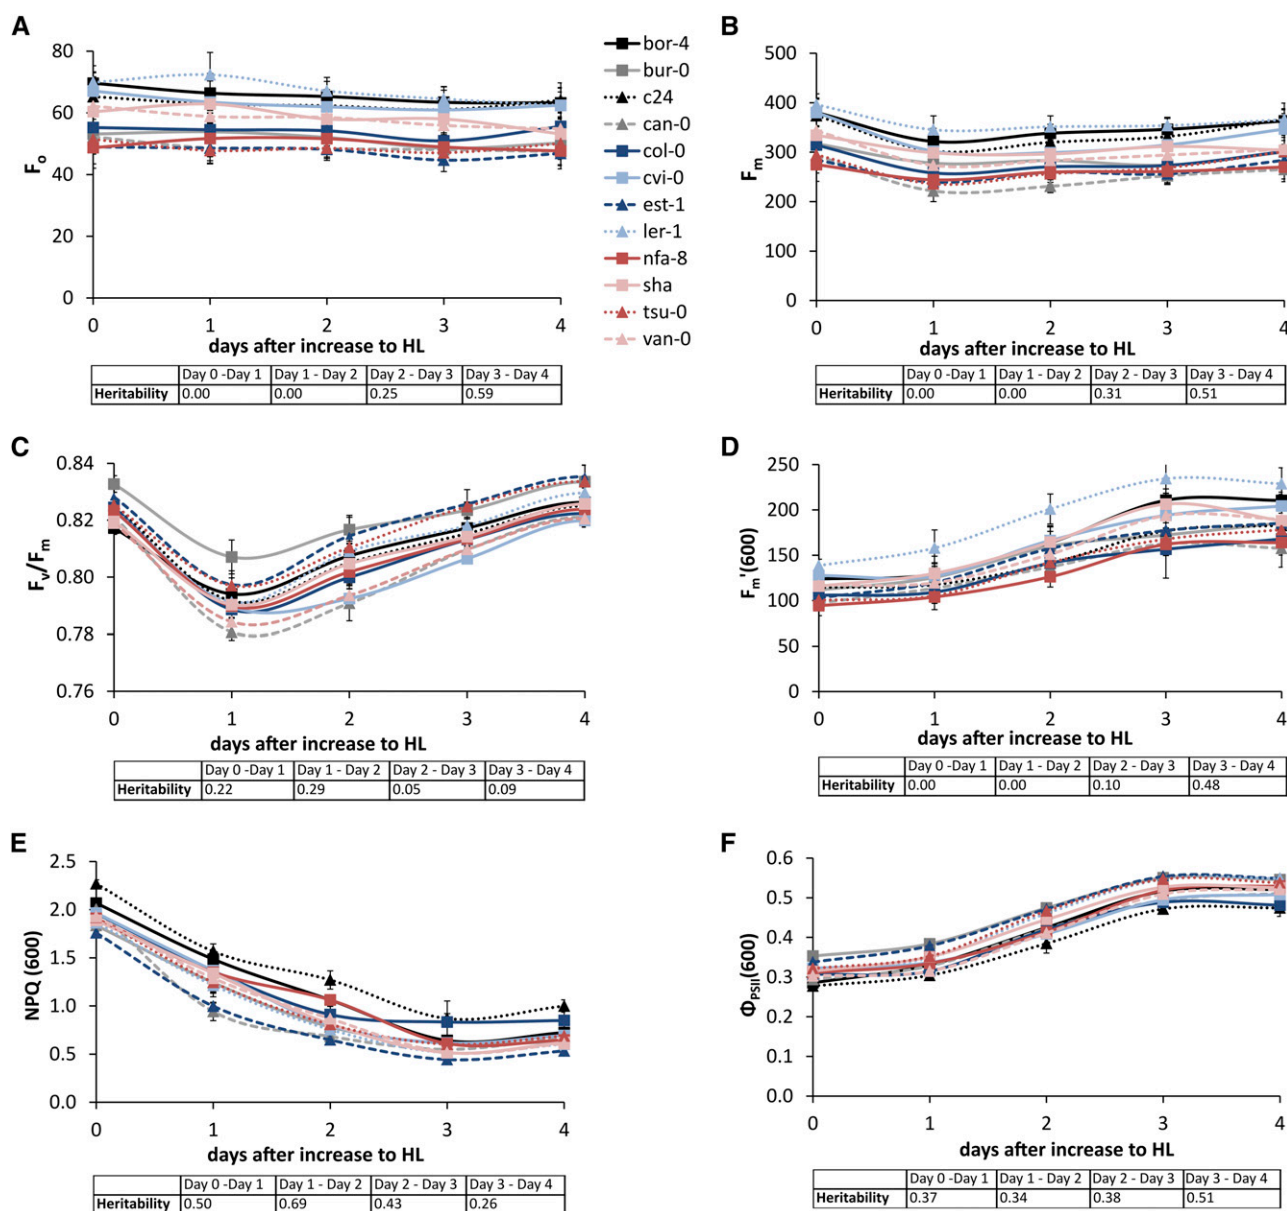 A
80
60
40
20
0
Fo
0 1 2 3 4
days after increase to HL
Day 0 -Day 1 Day 1 - Day 2 Day 2 - Day 3 Day 3 - Day 4
Heritability 0.00 0.00 0.25 0.59
bor-4
bur-0
c24
can-0
col-0
cvi-0
est-1
ler-1
nfa-8
sha
tsu-0
van-0
B
500
400
300
200
100
0
Fm
0 1 2 3 4
days after increase to HL
Day 0 -Day 1 Day 1 - Day 2 Day 2 - Day 3 Day 3 - Day 4
Heritability 0.00 0.00 0.31 0.51
C
0.84
0.82
0.80
0.78
0.76
Fv/Fm
0 1 2 3 4
days after increase to HL
Day 0 -Day 1 Day 1 - Day 2 Day 2 - Day 3 Day 3 - Day 4
Heritability 0.22 0.29 0.05 0.09
D
250
200
150
100
50
0
Fm'(600)
0 1 2 3 4
days after increase to HL
Day 0 -Day 1 Day 1 - Day 2 Day 2 - Day 3 Day 3 - Day 4
Heritability 0.00 0.00 0.10 0.48
E
2.5
2.0
1.5
1.0
0.5
0.0
NPQ (600)
0 1 2 3 4
days after increase to HL
Day 0 -Day 1 Day 1 - Day 2 Day 2 - Day 3 Day 3 - Day 4
Heritability 0.50 0.69 0.43 0.26
F
0.6
0.5
0.4
0.3
0.2
0.1
0.0
ΦPSII(600)
0 1 2 3 4
days after increase to HL
Day 0 -Day 1 Day 1 - Day 2 Day 2 - Day 3 Day 3 - Day 4
Heritability 0.37 0.34 0.38 0.51